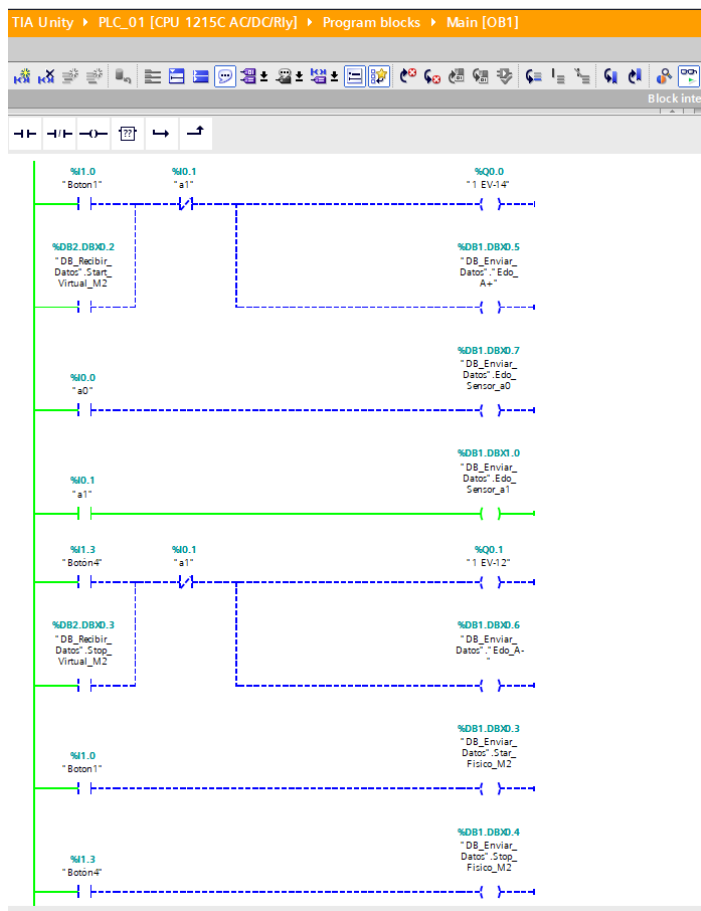 TIA Unity ▸ PLC_01 [CPU 1215C AC/DC/Rly] ▸ Program blocks ▸ Main [OB1]
Block inte
??
%I1.0 %I0.1 %Q0.0
"Boton1" "a1" "1 EV-14"
%DB2.DBX0.2 %DB1.DBX0.5
"DB_Recibir_ "DB_Enviar_
Datos".Start_ Datos"."Edo_
Virtual_M2 A+"
%DB1.DBX0.7
"DB_Enviar_
%I0.0 Datos".Edo_
"a0" Sensor_a0
%DB1.DBX1.0
"DB_Enviar_
%I0.1 Datos".Edo_
"a1" Sensor_a1
%I1.3 %I0.1 %Q0.1
"Botón4" "a1" "1 EV-12"
%DB2.DBX0.3 %DB1.DBX0.6
"DB_Recibir_ "DB_Enviar_
Datos".Stop_ Datos"."Edo_A-
Virtual_M2 "
%DB1.DBX0.3
"DB_Enviar_
%I1.0 Datos".Star_
"Boton1" Fisico_M2
%DB1.DBX0.4
"DB_Enviar_
%I1.3 Datos".Stop_
"Botón4" Fisico_M2